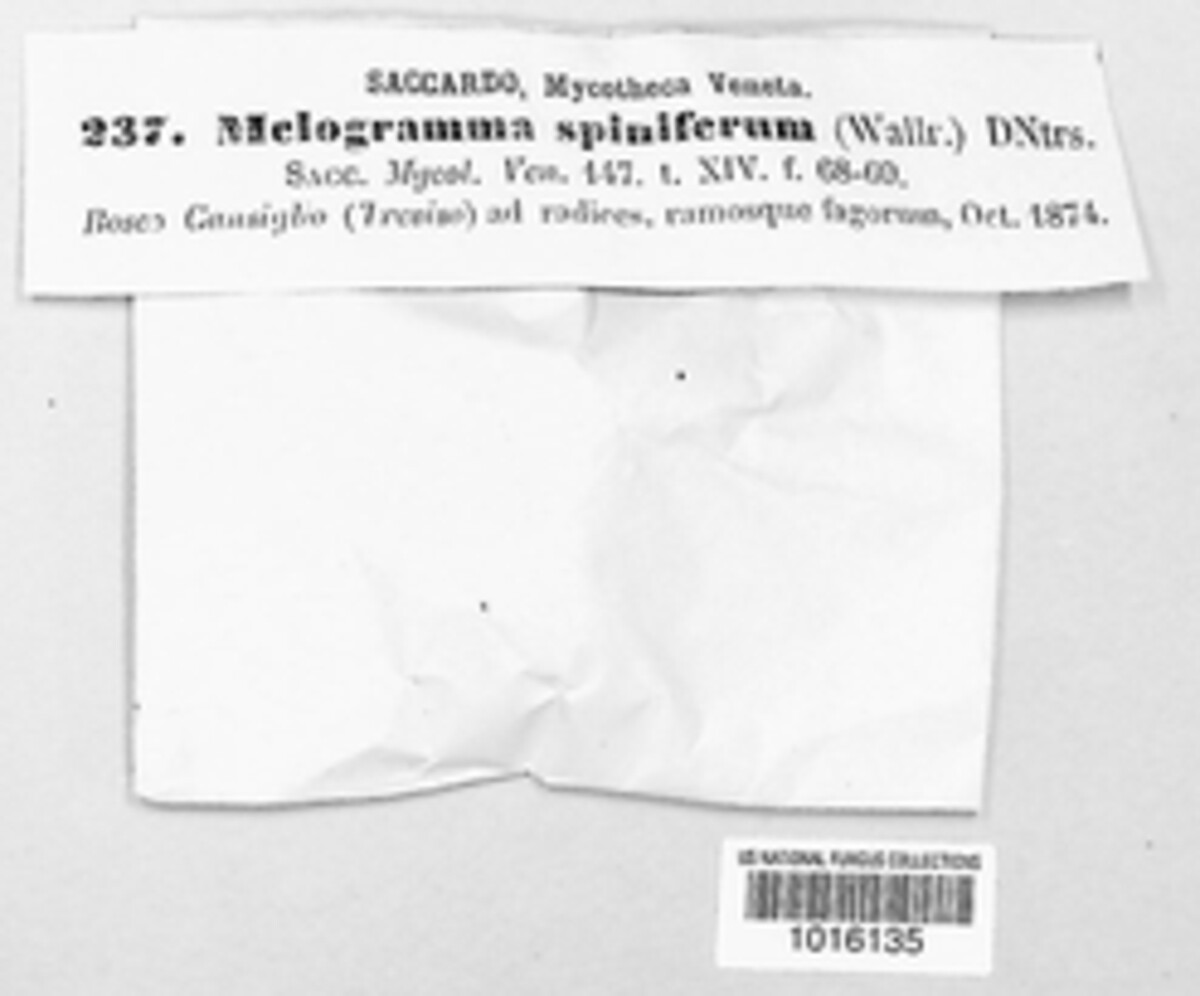 SACCARDO, Mycotheca Veneta.
237. Melogramma spiniferum (Wallr.) DNtrs.
SACC. Mycol. Ven. 147. t. XIV. f. 68-69.
Bosco Cansiglio (Treviso) ad radices, ramosque fagorum, Oct. 1874.
US NATIONAL FUNGUS COLLECTIONS
1016135